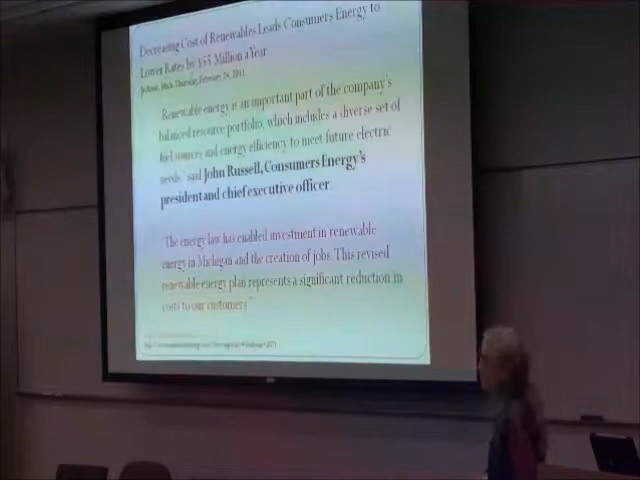 Decreasing Cost of Renewables Leads Consumers Energy to
Lower Rates by $55 Million a Year
Jackson, Mich. Thursday, February 24, 2011
"Renewable energy is an important part of the company's
balanced resource portfolio, which includes a diverse set of
fuel sources and energy efficiency to meet future electric
needs" said John Russell, Consumers Energy's
president and chief executive officer
"The energy law has enabled investment in renewable
energy in Michigan and the creation of jobs. This revised
renewable energy plan represents a significant reduction in
costs to our customers"